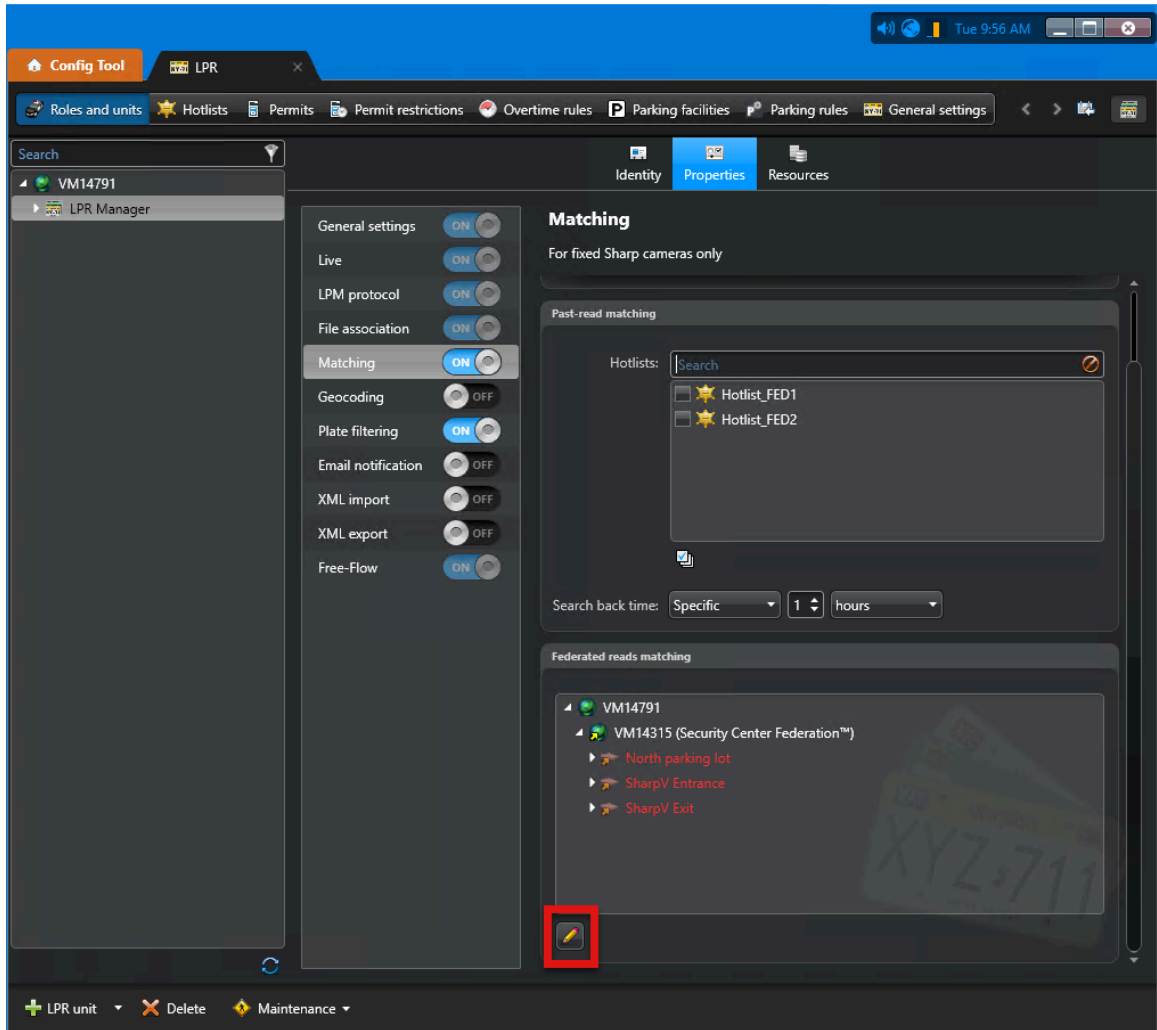 Tue 9:56 AM
Config Tool
LPR
Roles and units
Hotlists
Permits
Permit restrictions
Overtime rules
Parking facilities
Parking rules
General settings
Search
VM14791
LPR Manager
Identity
Properties
Resources
General settings ON
Live ON
LPM protocol ON
File association ON
Matching ON
Geocoding OFF
Plate filtering ON
Email notification OFF
XML import OFF
XML export OFF
Free-Flow ON
Matching
For fixed Sharp cameras only
Past-read matching
Hotlists:
Search
Hotlist_FED1
Hotlist_FED2
Search back time: Specific 1 hours
Federated reads matching
VM14791
VM14315 (Security Center Federation™)
North parking lot
SharpV Entrance
SharpV Exit
XYZ 711
LPR unit
Delete
Maintenance